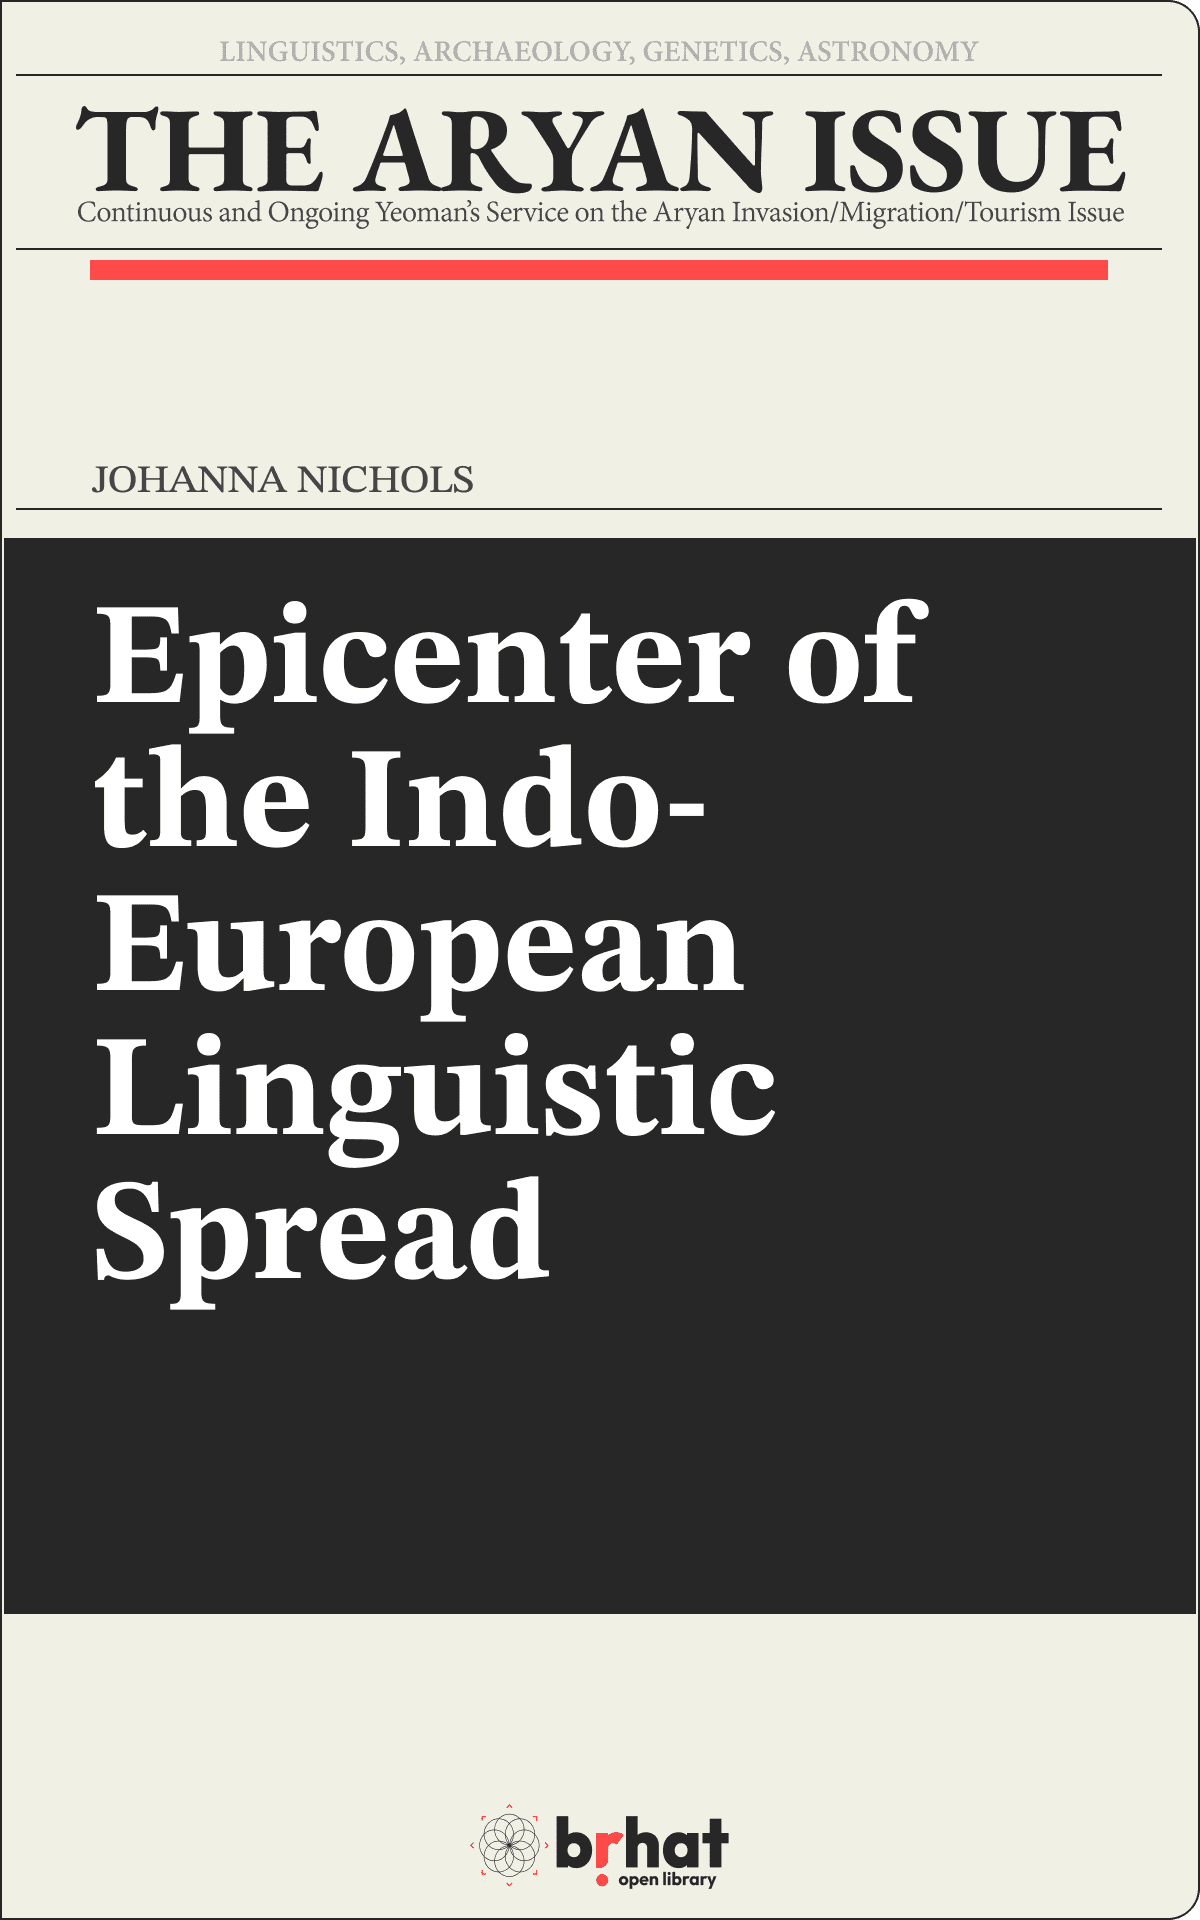 LINGUISTICS, ARCHAEOLOGY, GENETICS, ASTRONOMY
THE ARYAN ISSUE
Continuous and Ongoing Yeoman’s Service on the Aryan Invasion/Migration/Tourism Issue
JOHANNA NICHOLS
Epicenter of
the Indo-
European
Linguistic
Spread
bṛhat
open library